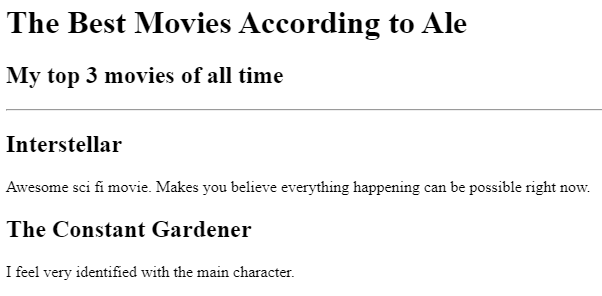 The Best Movies According to Ale
My top 3 movies of all time
Interstellar
Awesome sci fi movie. Makes you believe everything happening can be possible right now.
The Constant Gardener
I feel very identified with the main character.